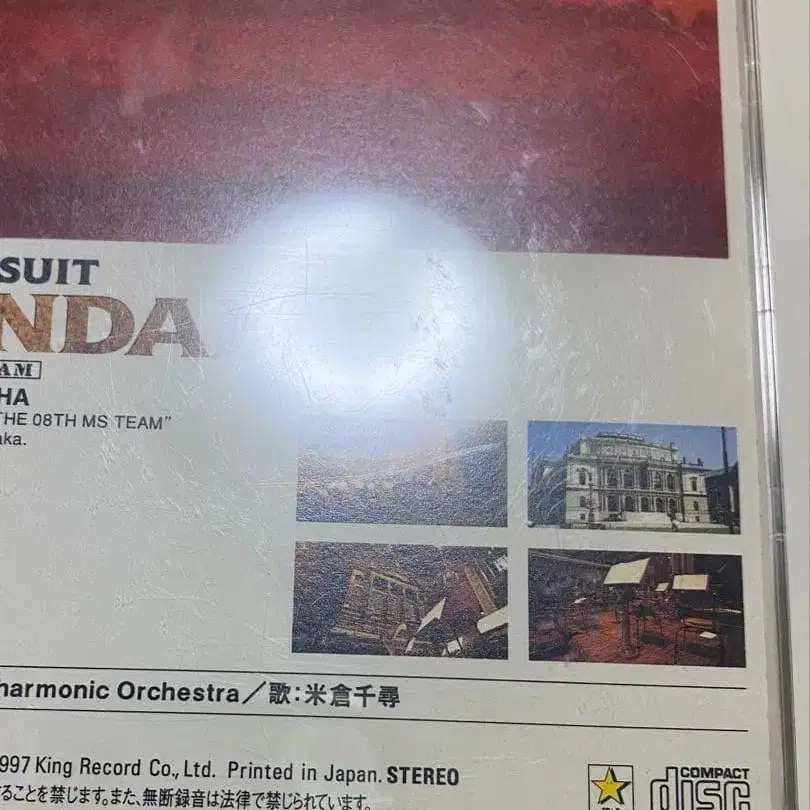 SUIT
NDA
AM
HA
THE 08TH MS TEAM”
aka.
harmonic Orchestra／歌：米倉千尋
997 King Record Co., Ltd. Printed in Japan. STEREO
ることを禁じます。また、無断録音は法律で禁じられています。
COMPACT
disc